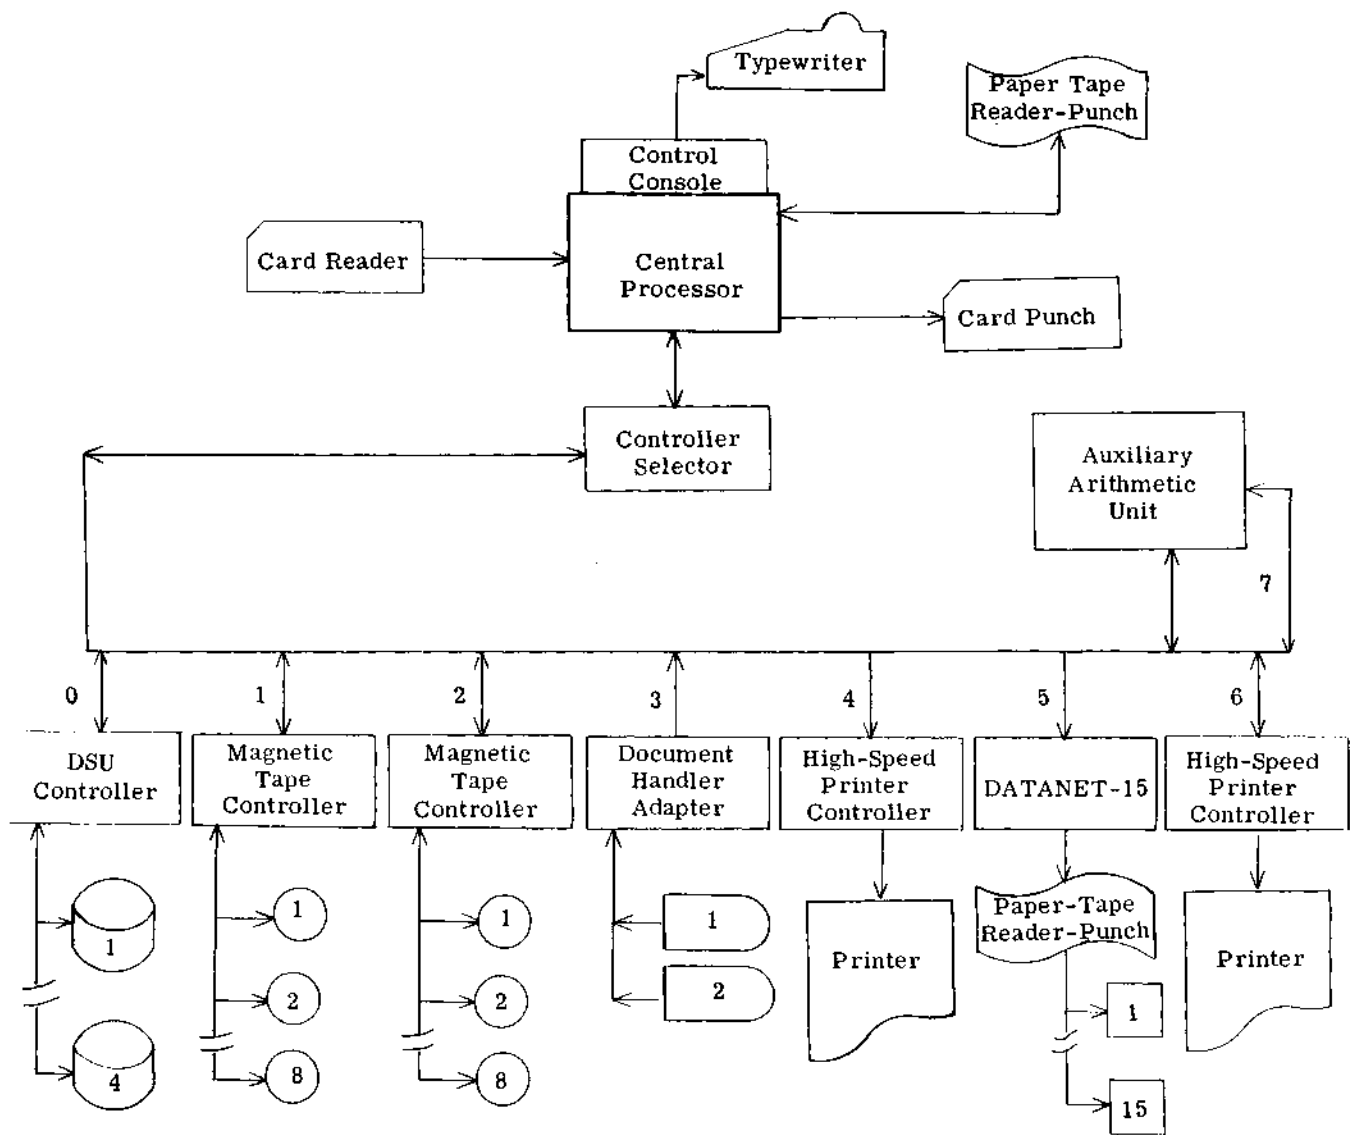 Typewriter
Paper Tape
Reader-Punch
Control
Console
Card Reader
Central
Processor
Card Punch
Controller
Selector
Auxiliary
Arithmetic
Unit
7
0
1
2
3
4
5
6
DSU
Controller
Magnetic
Tape
Controller
Magnetic
Tape
Controller
Document
Handler
Adapter
High-Speed
Printer
Controller
DATANET-15
High-Speed
Printer
Controller
1
4
1
2
8
1
2
8
1
2
Printer
Paper-Tape
Reader-Punch
1
15
Printer